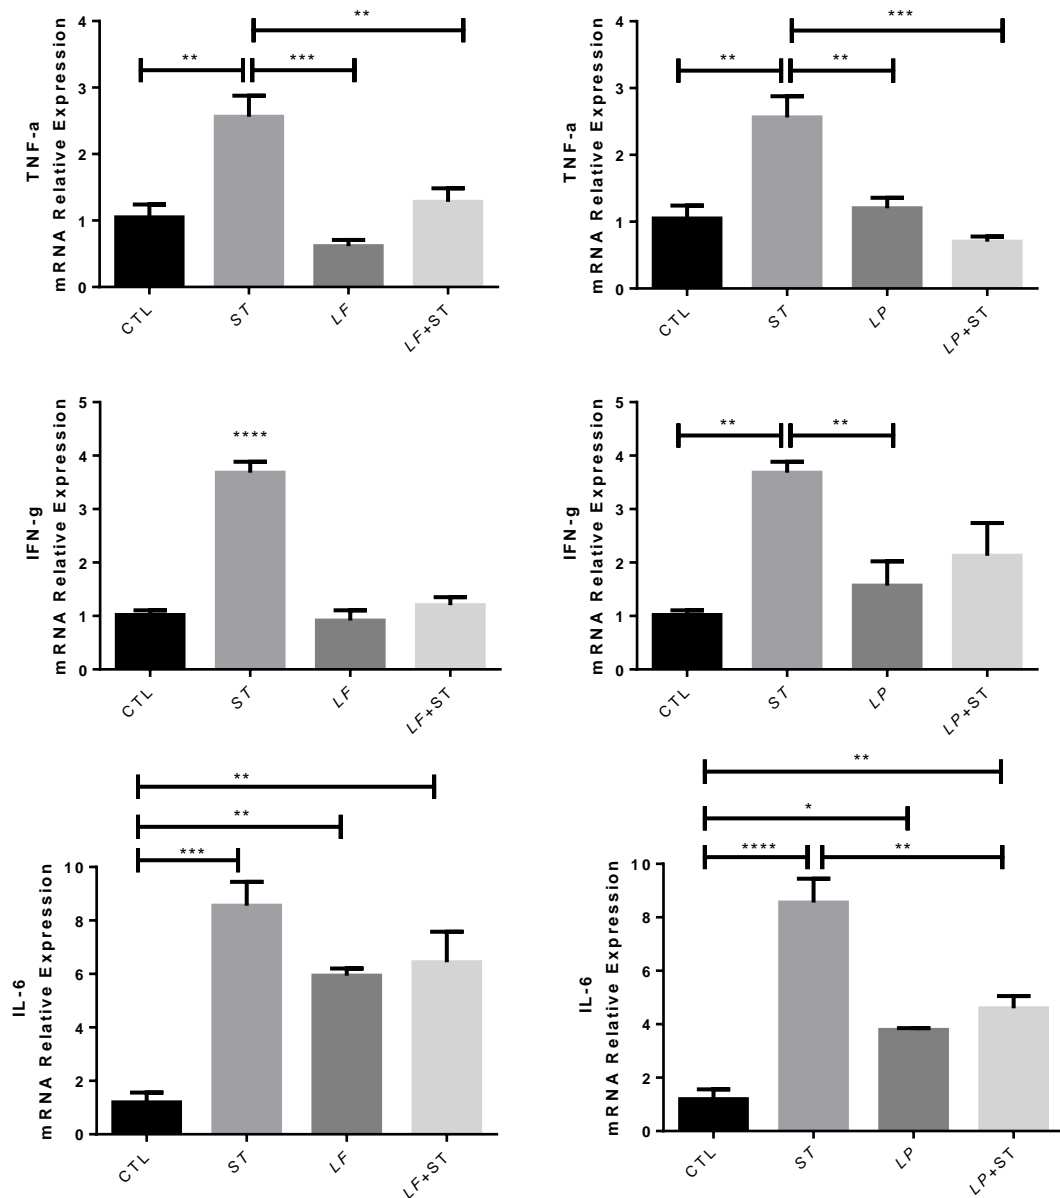 TNF-a
mRNA Relative Expression
4
3
2
1
0
**
***
**
CTL
ST
LF
LF+ST
TNF-a
mRNA Relative Expression
4
3
2
1
0
***
**
**
CTL
ST
LP
LP+ST
IFN-g
mRNA Relative Expression
5
4
3
2
1
0
****
CTL
ST
LF
LF+ST
IFN-g
mRNA Relative Expression
5
4
3
2
1
0
**
**
CTL
ST
LP
LP+ST
IL-6
mRNA Relative Expression
10
8
6
4
2
0
**
**
***
CTL
ST
LF
LF+ST
IL-6
mRNA Relative Expression
10
8
6
4
2
0
**
*
****
**
CTL
ST
LP
LP+ST